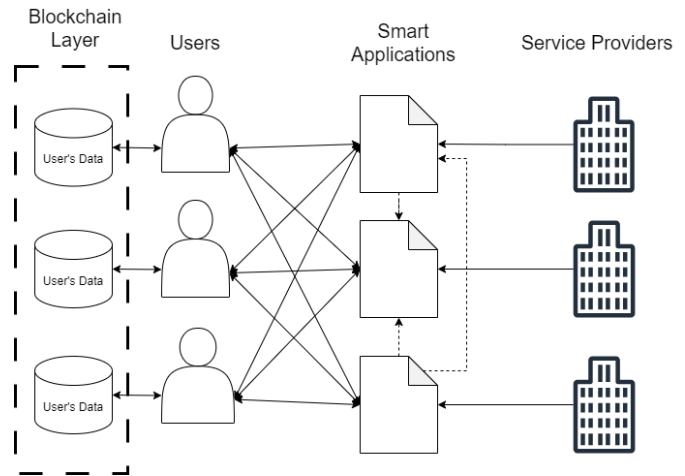 Blockchain
Layer
Users
Smart
Applications
Service Providers
User's Data
User's Data
User's Data